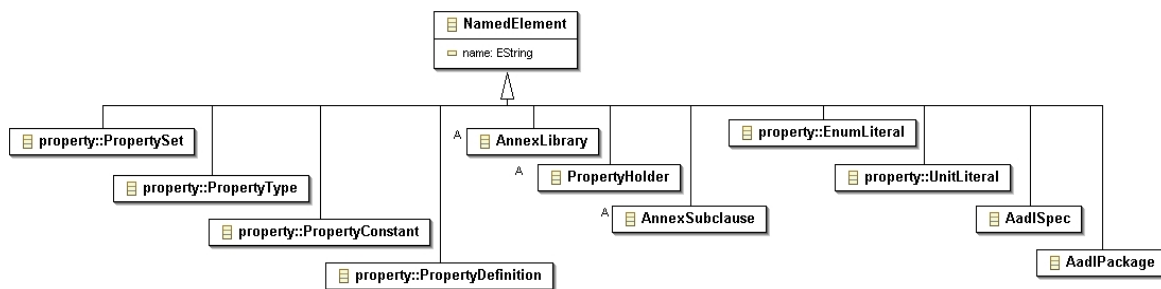 NamedElement
name: EString
property::PropertySet
A
AnnexLibrary
property::EnumLiteral
property::PropertyType
A
PropertyHolder
property::UnitLiteral
property::PropertyConstant
A
AnnexSubclause
AadlSpec
property::PropertyDefinition
AadlPackage